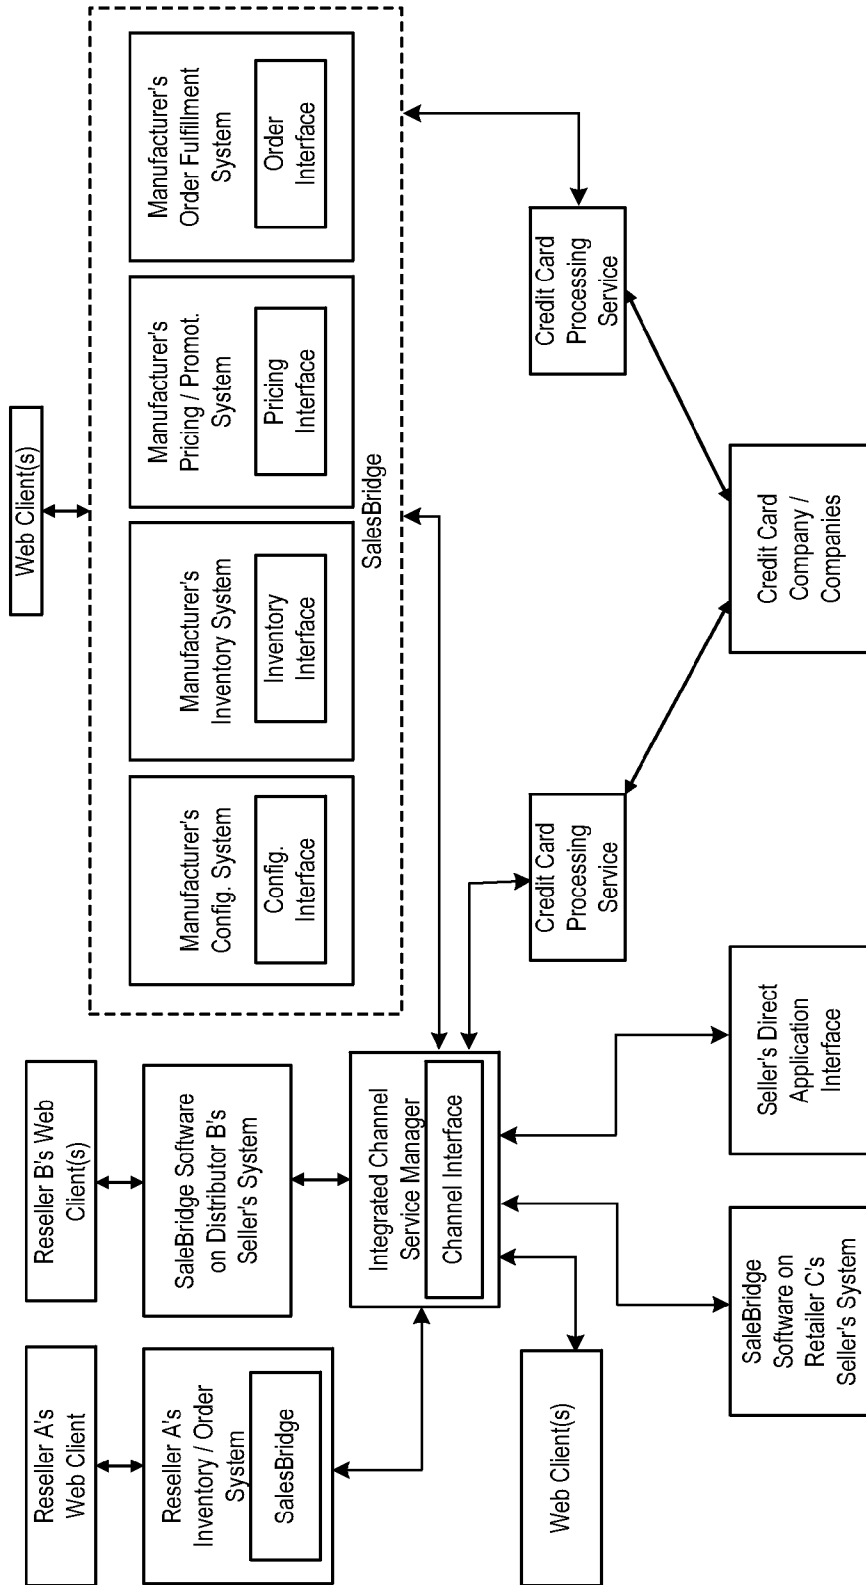 Reseller A's
Web Client
Reseller B's Web
Client(s)
Web Client(s)
Reseller A's
Inventory / Order
System
SalesBridge
SaleBridge Software
on Distributor B's
Seller's System
Manufacturer's
Config. System
Config.
Interface
Manufacturer's
Inventory System
Inventory
Interface
Manufacturer's
Pricing / Promot.
System
Pricing
Interface
Manufacturer's
Order Fulfillment
System
Order
Interface
SalesBridge
Integrated Channel
Service Manager
Channel Interface
Web Client(s)
Credit Card
Processing
Service
Credit Card
Processing
Service
SaleBridge
Software on
Retailer C's
Seller's System
Seller's Direct
Application
Interface
Credit Card
Company /
Companies